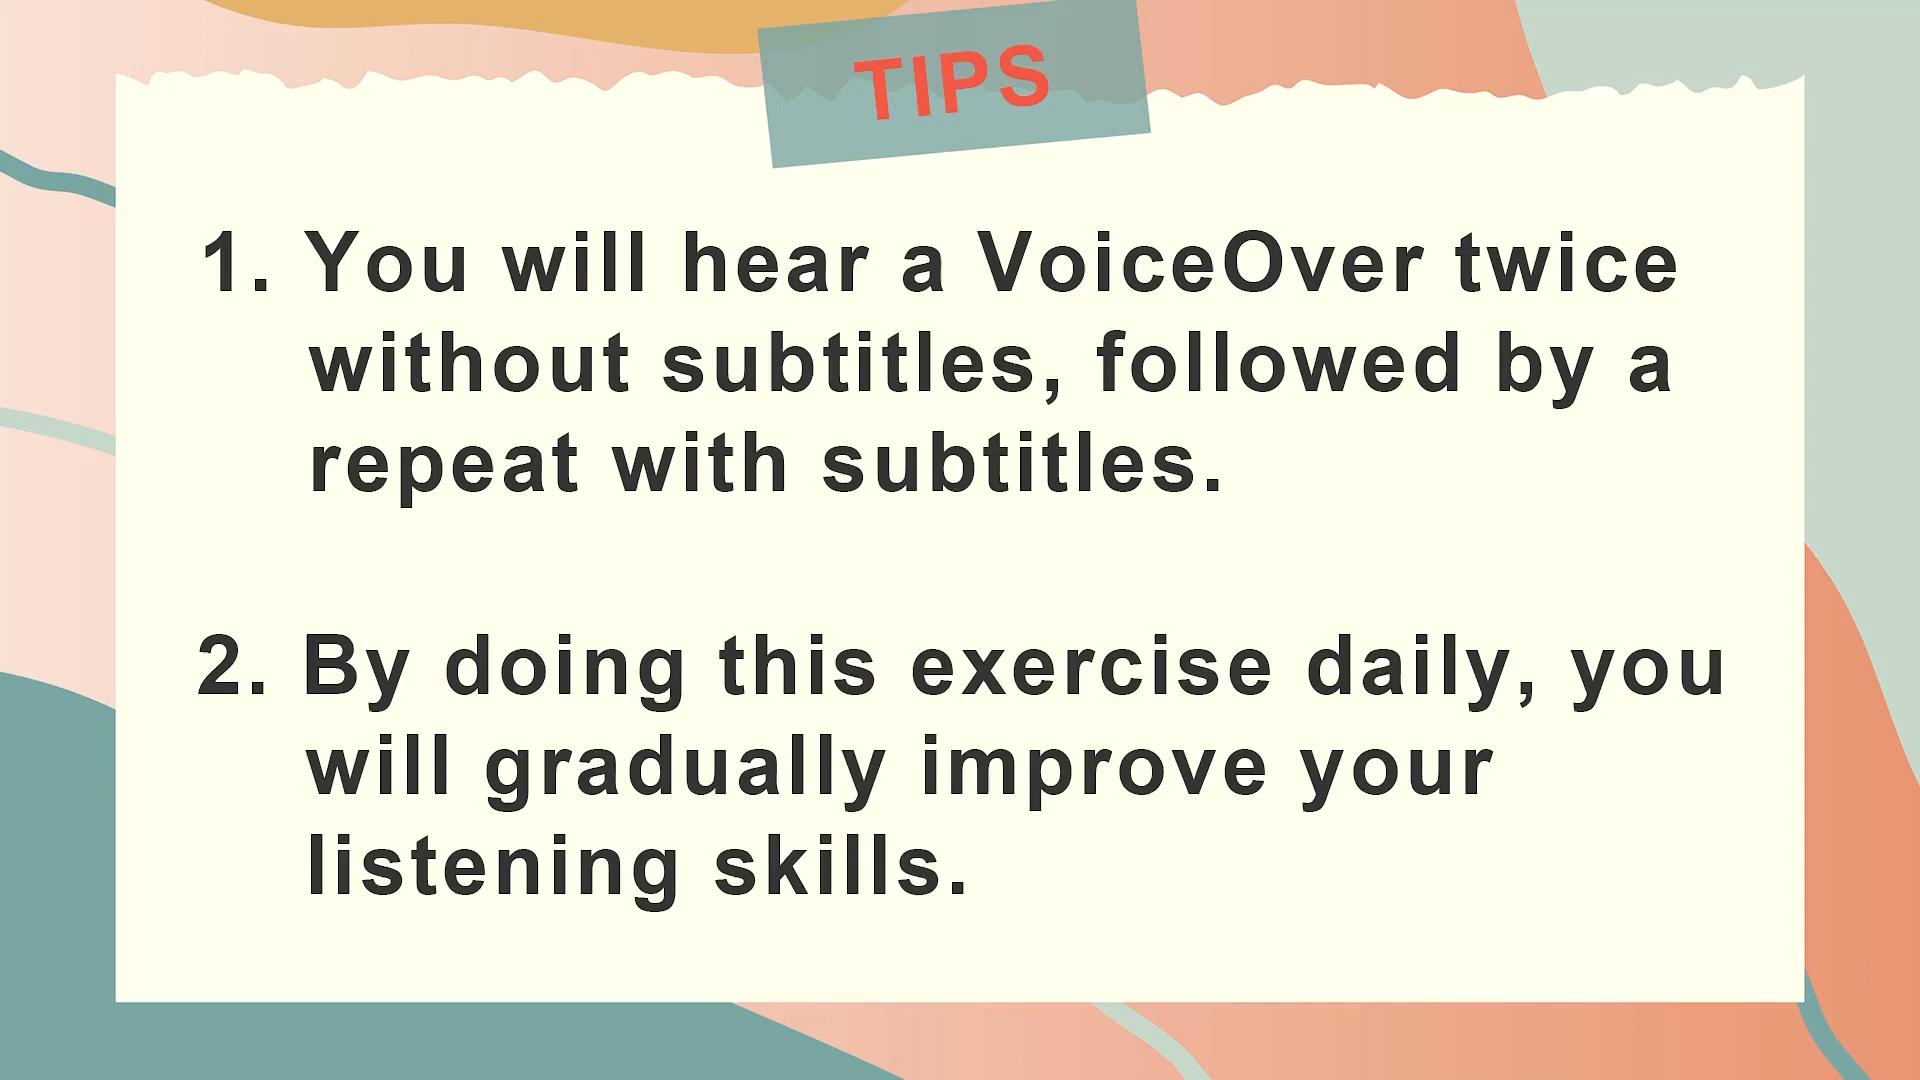 TIPS
1. You will hear a VoiceOver twice
without subtitles, followed by a
repeat with subtitles.
2. By doing this exercise daily, you
will gradually improve your
listening skills.